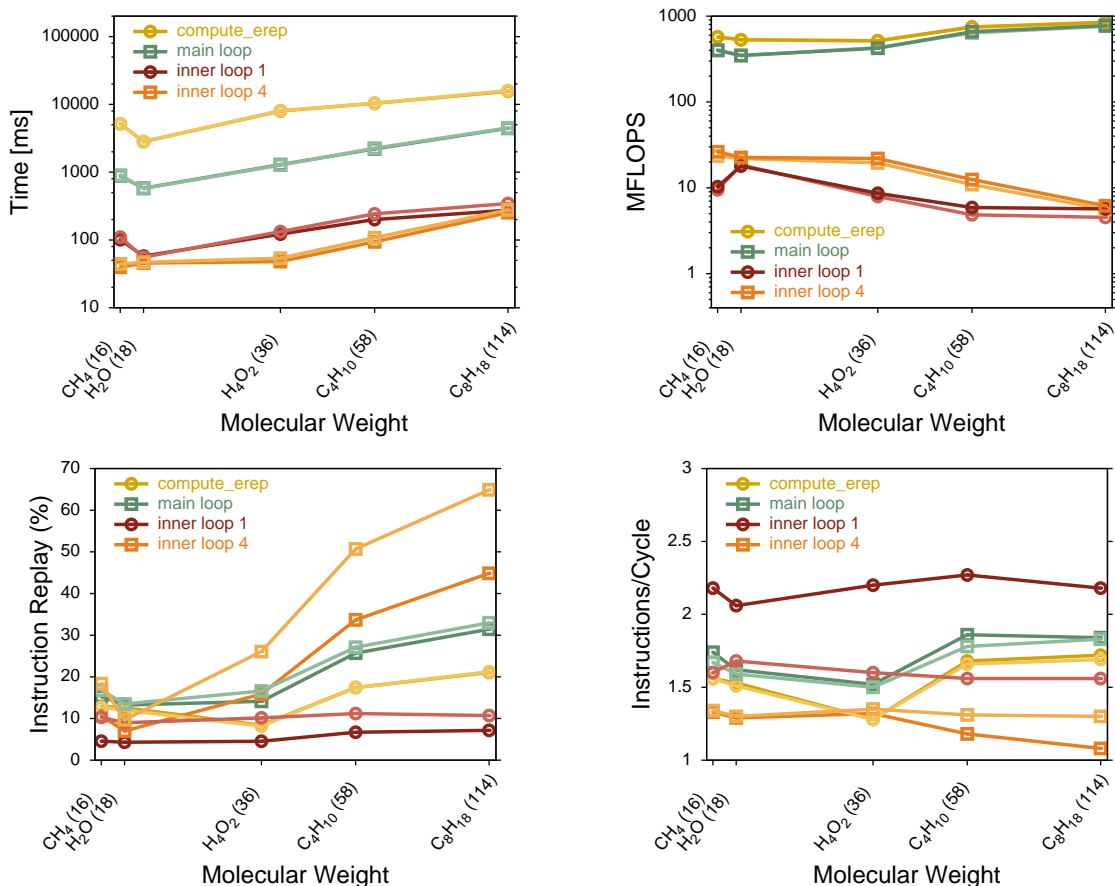 Time [ms]
100000
10000
1000
100
10
compute_erep
main loop
inner loop 1
inner loop 4
CH4 (16)
H2O (18)
H4O2 (36)
C4H10 (58)
C8H18 (114)
Molecular Weight
MFLOPS
1000
100
10
1
compute_erep
main loop
inner loop 1
inner loop 4
CH4 (16)
H2O (18)
H4O2 (36)
C4H10 (58)
C8H18 (114)
Molecular Weight
Instruction Replay (%)
70
60
50
40
30
20
10
0
compute_erep
main loop
inner loop 1
inner loop 4
CH4 (16)
H2O (18)
H4O2 (36)
C4H10 (58)
C8H18 (114)
Molecular Weight
Instructions/Cycle
3
2.5
2
1.5
1
compute_erep
main loop
inner loop 1
inner loop 4
CH4 (16)
H2O (18)
H4O2 (36)
C4H10 (58)
C8H18 (114)
Molecular Weight